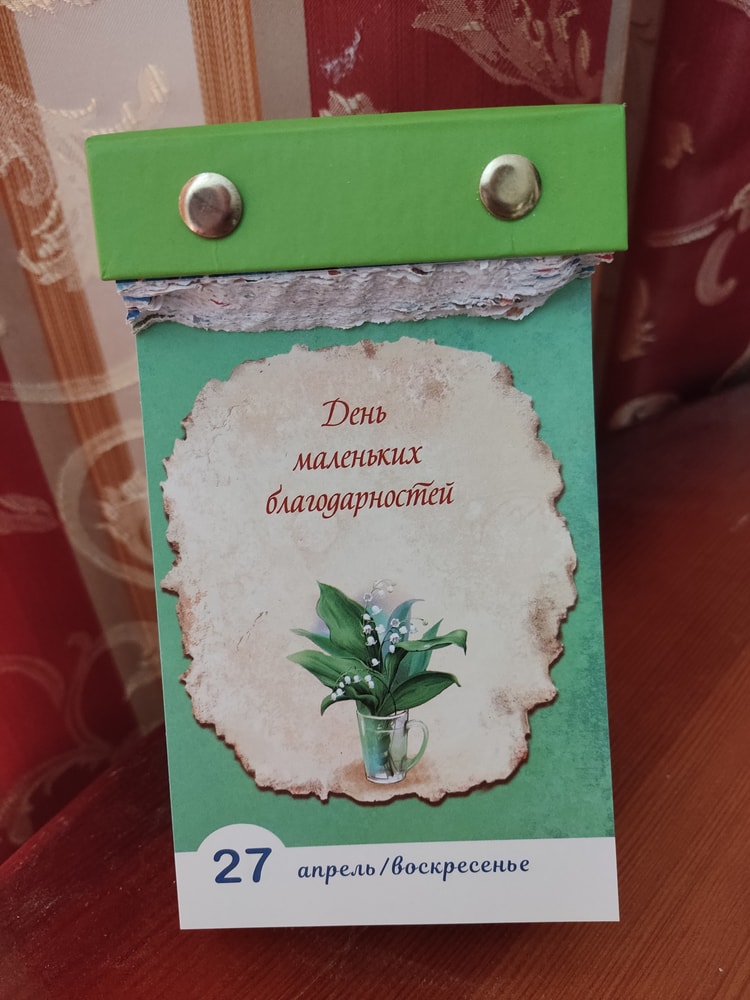 День
маленьких
благодарностей
27 апрель/воскресенье